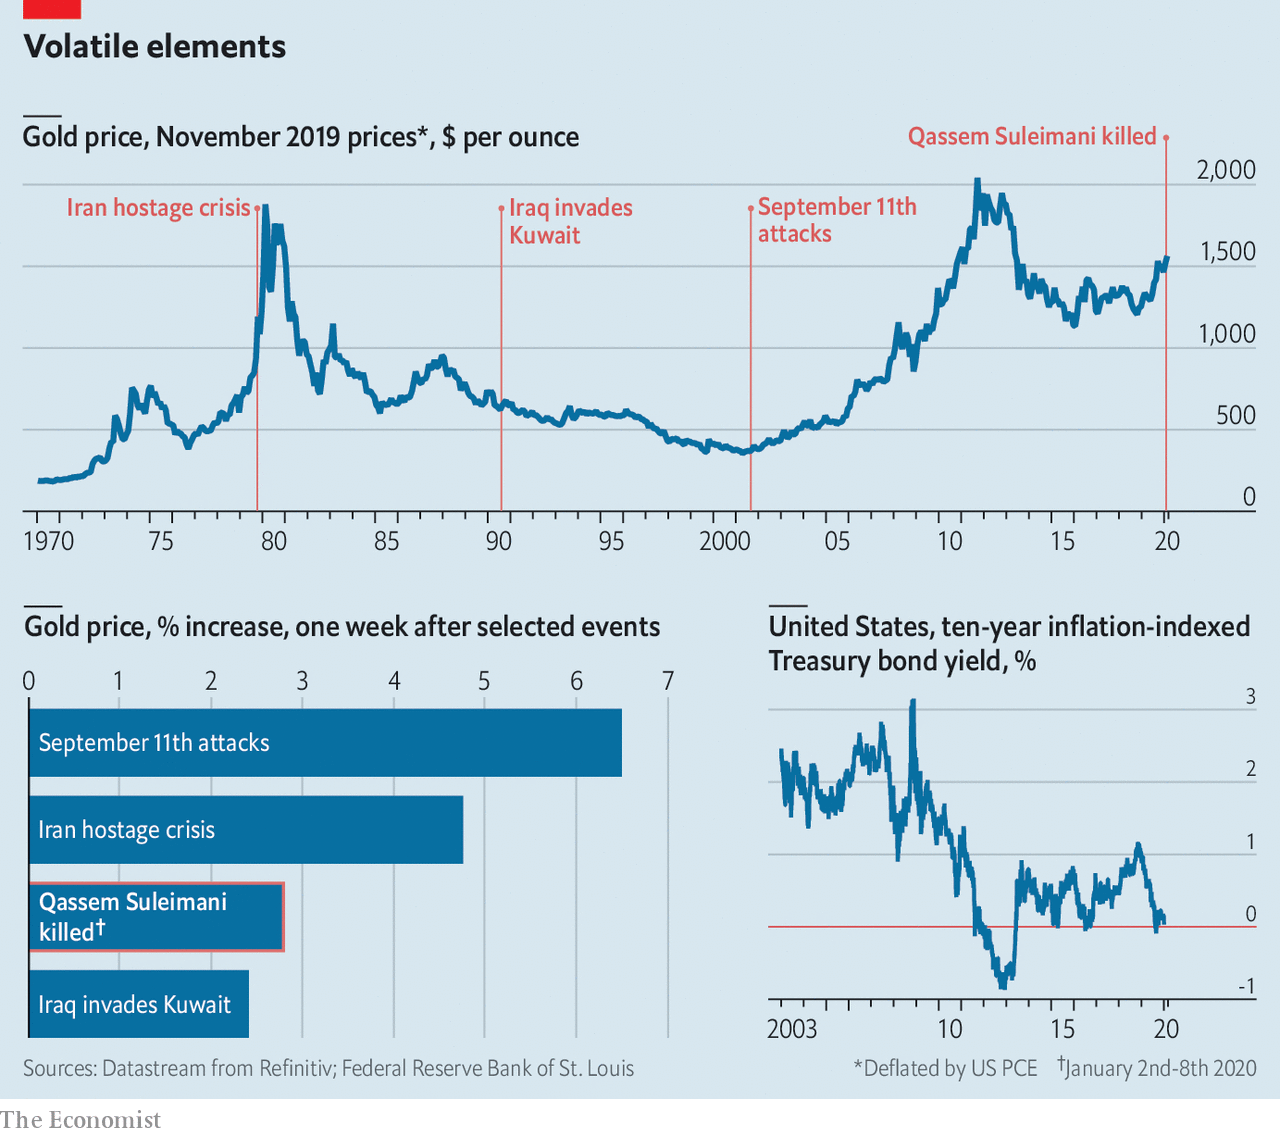 Volatile elements
Gold price, November 2019 prices*, $ per ounce
Qassem Suleimani killed
2,000
Iran hostage crisis
Iraq invades
Kuwait
September 11th
attacks
1,500
1,000
500
0
1970 75 80 85 90 95 2000 05 10 15 20
Gold price, % increase, one week after selected events
0 1 2 3 4 5 6 7
September 11th attacks
Iran hostage crisis
Qassem Suleimani
killed†
Iraq invades Kuwait
United States, ten-year inflation-indexed
Treasury bond yield, %
3
2
1
0
-1
2003 10 15 20
Sources: Datastream from Refinitiv; Federal Reserve Bank of St. Louis
*Deflated by US PCE †January 2nd-8th 2020
The Economist